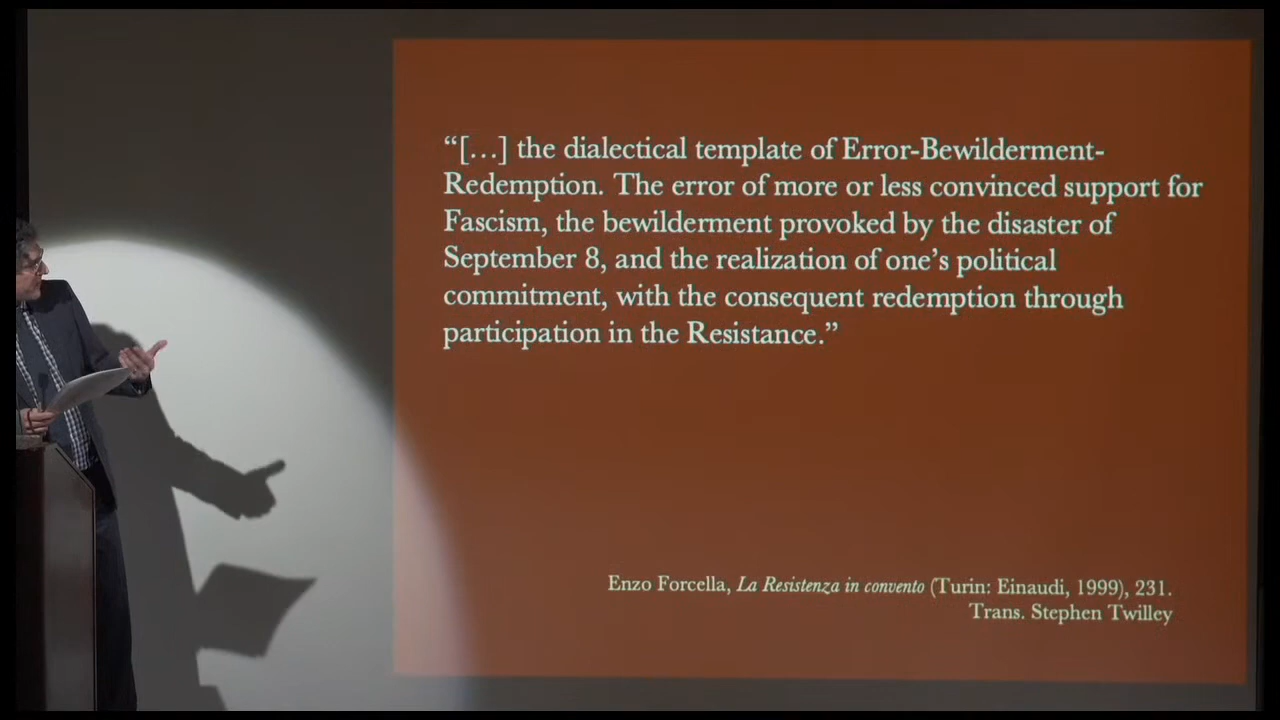 “[…] the dialectical template of Error-Bewilderment-
Redemption. The error of more or less convinced support for
Fascism, the bewilderment provoked by the disaster of
September 8, and the realization of one’s political
commitment, with the consequent redemption through
participation in the Resistance.”
Enzo Forcella, La Resistenza in convento (Turin: Einaudi, 1999), 231.
Trans. Stephen Twilley